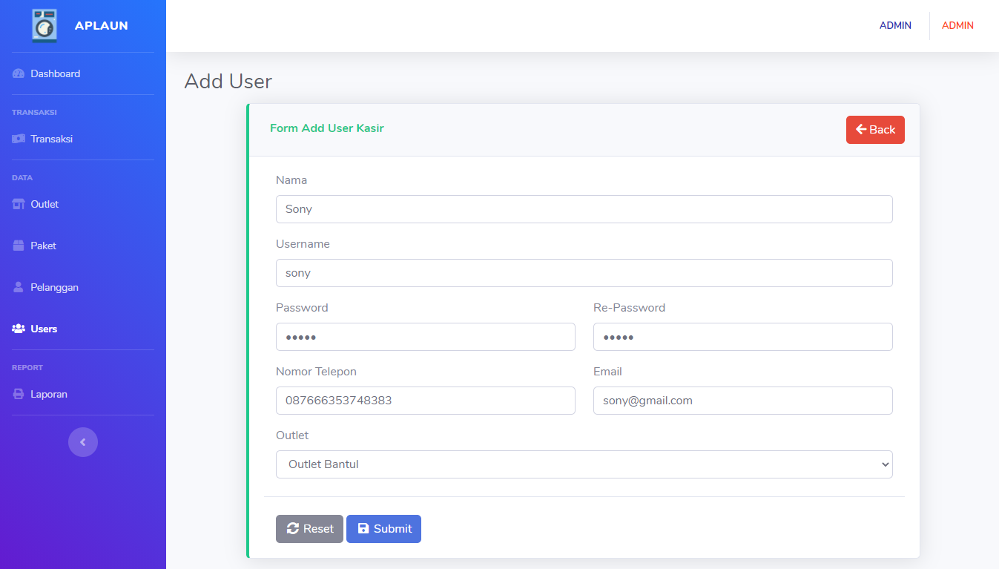 APLAUN
ADMIN
ADMIN
Dashboard
TRANSAKSI
Transaksi
DATA
Outlet
Paket
Pelanggan
Users
REPORT
Laporan
Add User
Form Add User Kasir
Back
Nama
Sony
Username
sony
Password
Re-Password
•••••
•••••
Nomor Telepon
Email
087666353748383
sony@gmail.com
Outlet
Outlet Bantul
Reset
Submit